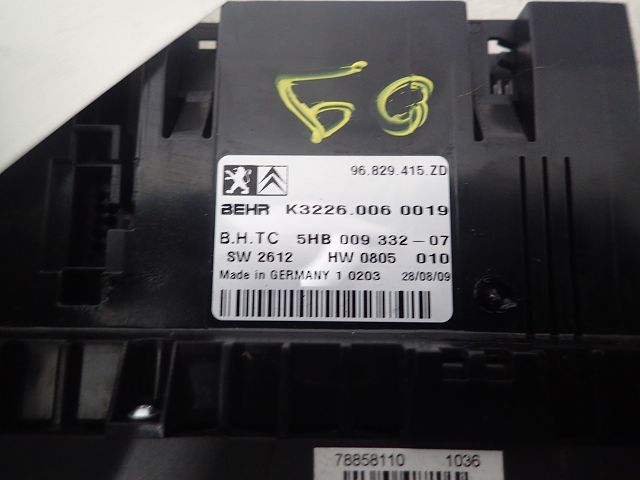 96.829.415.ZD
BEHR K3226.006 0019
B.H.TC 5HB 009 332-07
SW 2612 HW 0805 010
Made in GERMANY 1 0203 28/08/09
78858110 1036